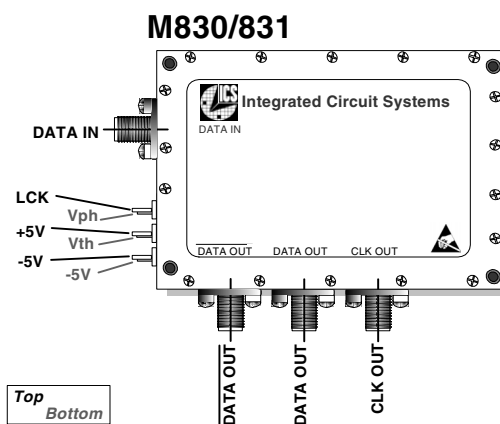 M830/831
ICS Integrated Circuit Systems
DATA IN
DATA IN
LCK
Vph
+5V
Vth
-5V
-5V
DATA OUT DATA OUT CLK OUT
DATA OUT
DATA OUT
CLK OUT
Top
Bottom